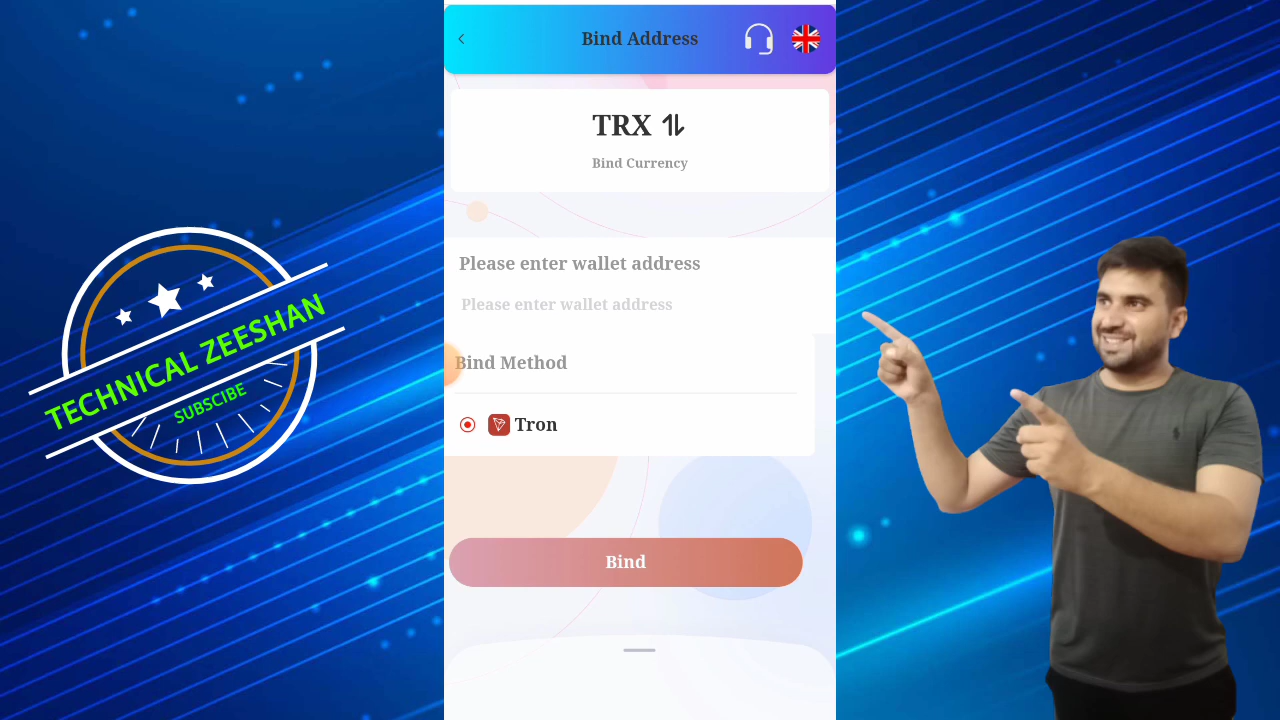 TECHNICAL ZEESHAN
SUBSCIBE
Bind Address
TRX
Bind Currency
Please enter wallet address
Please enter wallet address
Bind Method
Tron
Bind